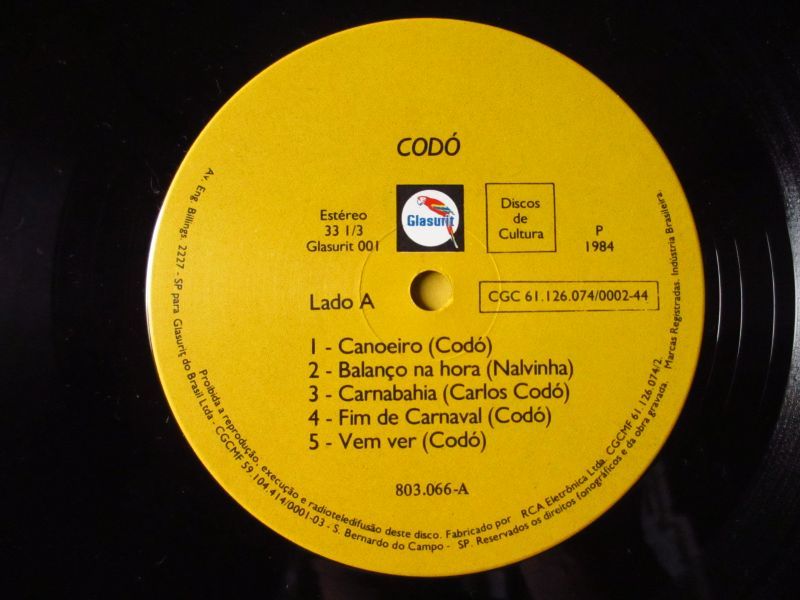 CODÓ
Estéreo
33 1/3
Glasurit 001
Glasurit
Discos
de
Cultura
P
1984
Lado A
CGC 61.126.074/0002-44
1 - Canoeiro (Codó)
2 - Balanço na hora (Nalvinha)
3 - Carnabahia (Carlos Codó)
4 - Fim de Carnaval (Codó)
5 - Vem ver (Codó)
803.066-A
Proibida a reprodução, execução e radioteledifusão deste disco. Fabricado por RCA Eletrônica Ltda. CGCMF 61.126.074/2. Marcas Registradas. Indústria Brasileira.
Av. Eng. Billings 2227 - SP para Glasurit do Brasil Ltda - CGCMF 59.104.414/0001-03 - S. Bernardo do Campo - SP. Reservados os direitos fonográficos e da obra gravada.